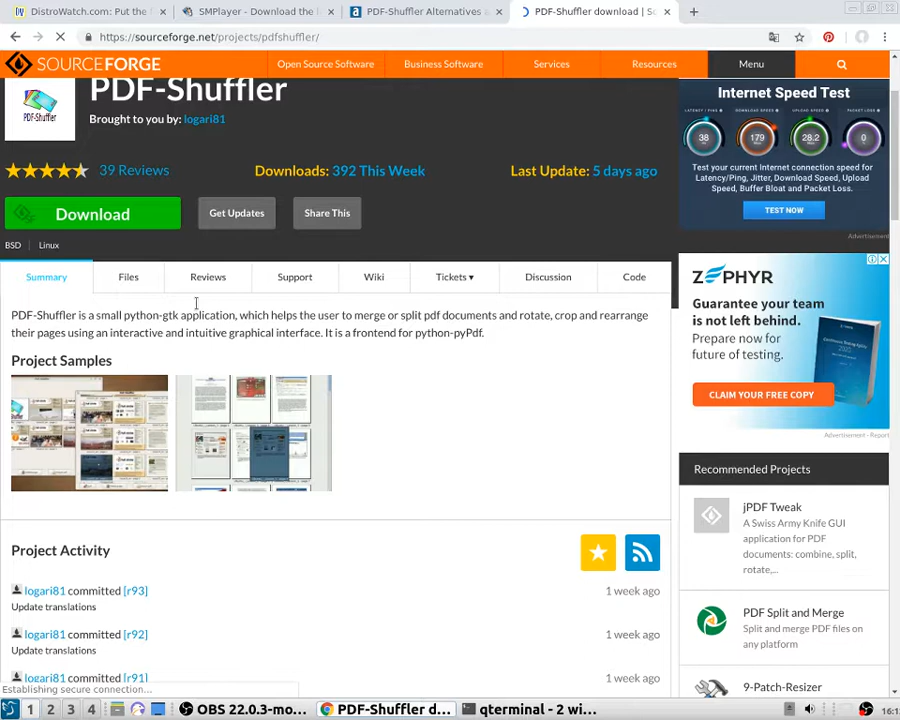 DistroWatch.com: Put the
SMPlayer - Download the l
PDF-Shuffler Alternatives a
PDF-Shuffler download | So
https://sourceforge.net/projects/pdfshuffler/
SOURCEFORGE
Open Source Software
Business Software
Services
Resources
Menu
PDF-Shuffler
PDF-Shuffler
Brought to you by: logari81
39 Reviews
Downloads: 392 This Week
Last Update: 5 days ago
Download
Get Updates
Share This
BSD
Linux
Summary
Files
Reviews
Support
Wiki
Tickets ▾
Discussion
Code
PDF-Shuffler is a small python-gtk application, which helps the user to merge or split pdf documents and rotate, crop and rearrange
their pages using an interactive and intuitive graphical interface. It is a frontend for python-pyPdf.
Project Samples
Project Activity
logari81 committed [r93]
1 week ago
Update translations
logari81 committed [r92]
1 week ago
Update translations
logari81 committed [r91]
1 week ago
Establishing secure connection...
Internet Speed Test
38
179
28.2
0
Test your current Internet connection speed for
Latency/Ping, Jitter, Download Speed, Upload
Speed, Buffer Bloat and Packet Loss.
TEST NOW
Advertisement
ZEPHYR
Guarantee your team
is not left behind.
Prepare now for
future of testing.
CLAIM YOUR FREE COPY
Advertisement - Report
Recommended Projects
jPDF Tweak
A Swiss Army Knife GUI
application for PDF
documents: combine, split,
rotate,...
PDF Split and Merge
Split and merge PDF files on
any platform
9-Patch-Resizer
1
2
3
4
OBS 22.0.3-mo...
PDF-Shuffler d...
qterminal - 2 wi...
16:1